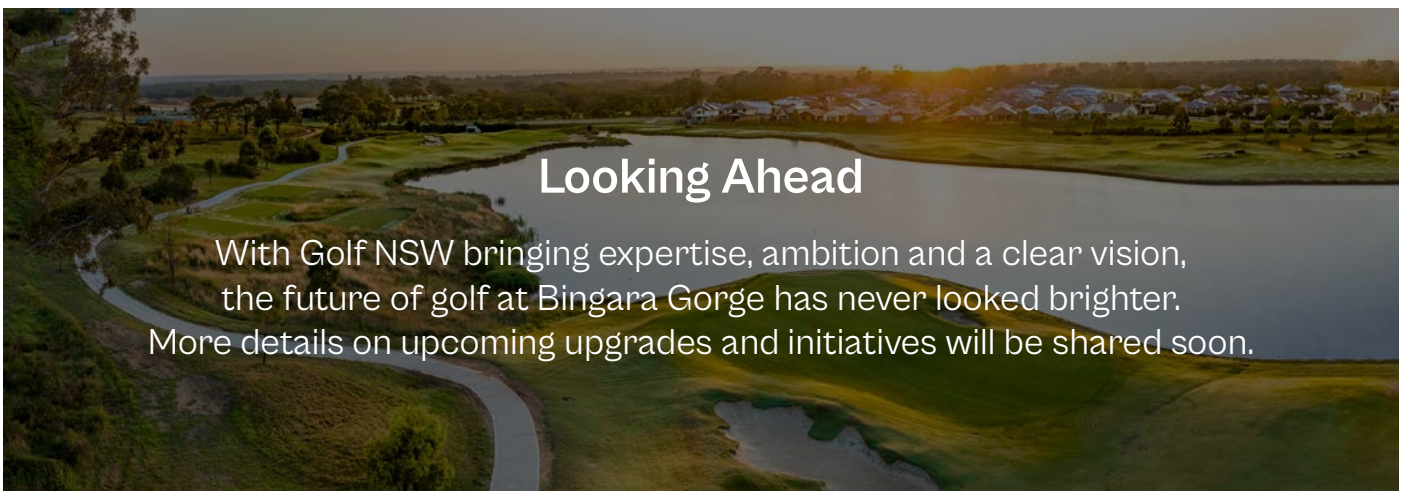 Looking Ahead
With Golf NSW bringing expertise, ambition and a clear vision,
the future of golf at Bingara Gorge has never looked brighter.
More details on upcoming upgrades and initiatives will be shared soon.